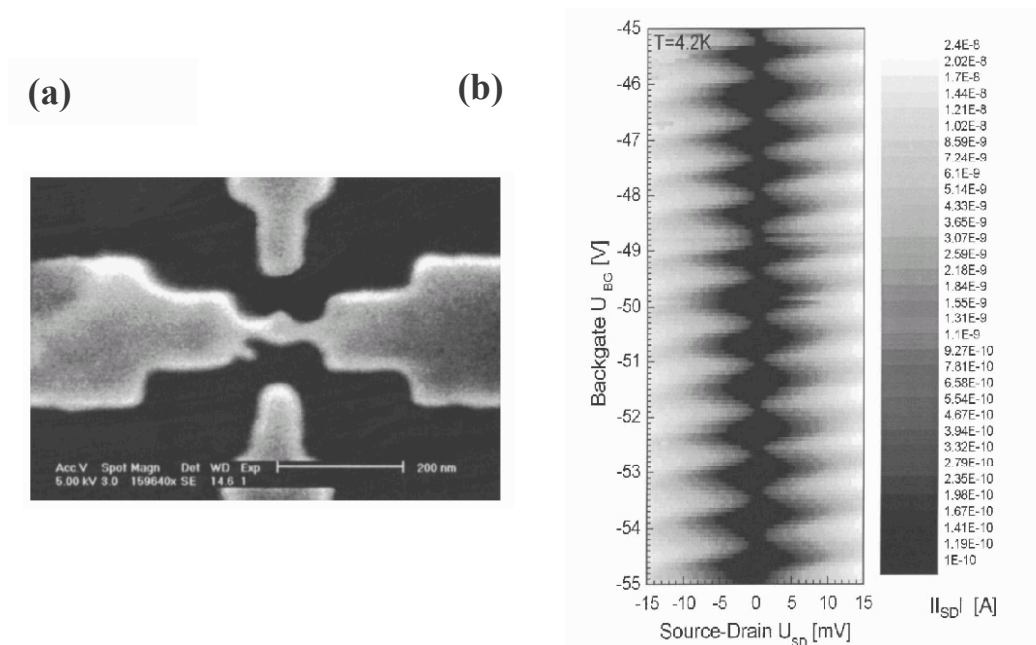 (a)
(b)
Acc.V Spot Magn Det WD Exp
5.00 kV 3.0 159640x SE 14.6 1
200 nm
T=4.2K
-45
-46
-47
-48
-49
-50
-51
-52
-53
-54
-55
Backgate U_BG [V]
-15 -10 -5 0 5 10 15
Source-Drain U_SD [mV]
2.4E-8
2.02E-8
1.7E-8
1.44E-8
1.21E-8
1.02E-8
8.59E-9
7.24E-9
6.1E-9
5.14E-9
4.33E-9
3.65E-9
3.07E-9
2.59E-9
2.18E-9
1.84E-9
1.55E-9
1.31E-9
1.1E-9
9.27E-10
7.81E-10
6.58E-10
5.54E-10
4.67E-10
3.94E-10
3.32E-10
2.79E-10
2.35E-10
1.98E-10
1.67E-10
1.41E-10
1.19E-10
1E-10
|I_SD| [A]